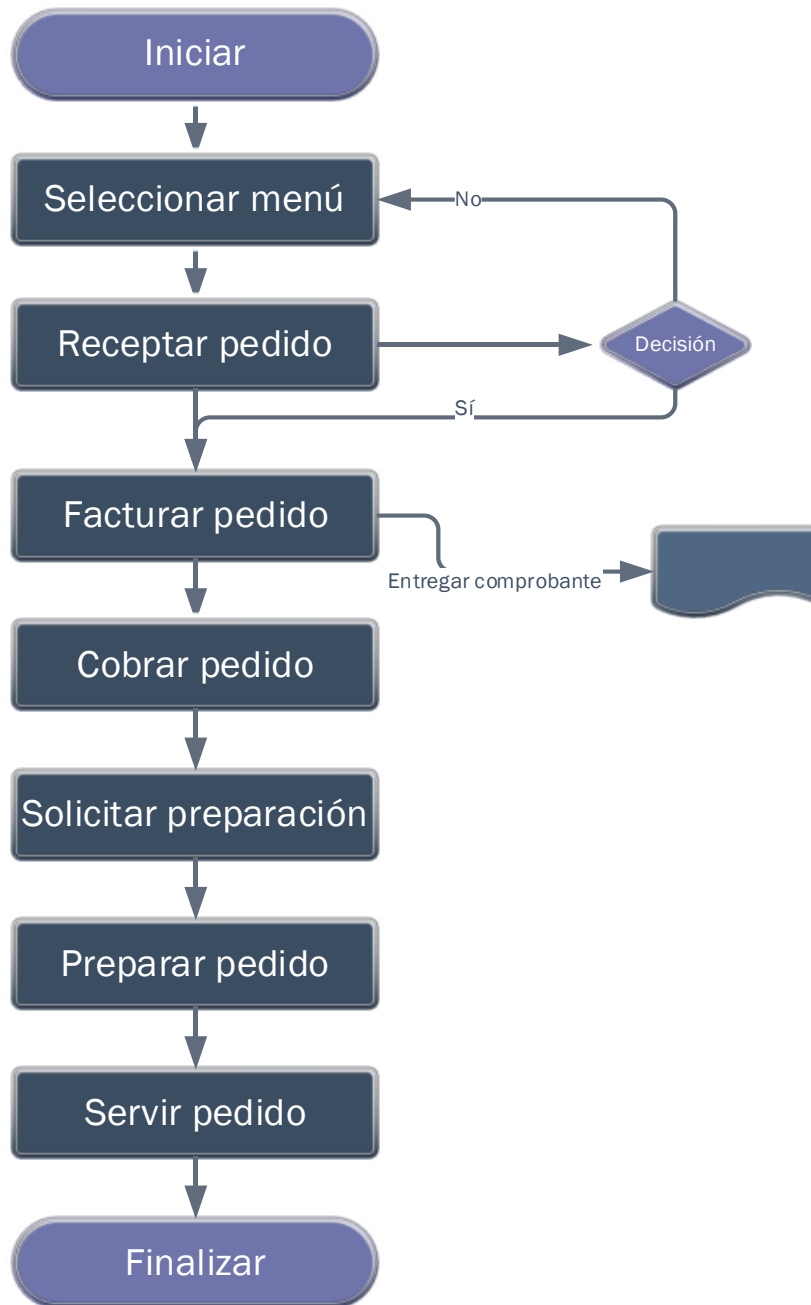 Iniciar
Seleccionar menú
No
Receptar pedido
Decisión
Sí
Facturar pedido
Entregar comprobante
Cobrar pedido
Solicitar preparación
Preparar pedido
Servir pedido
Finalizar